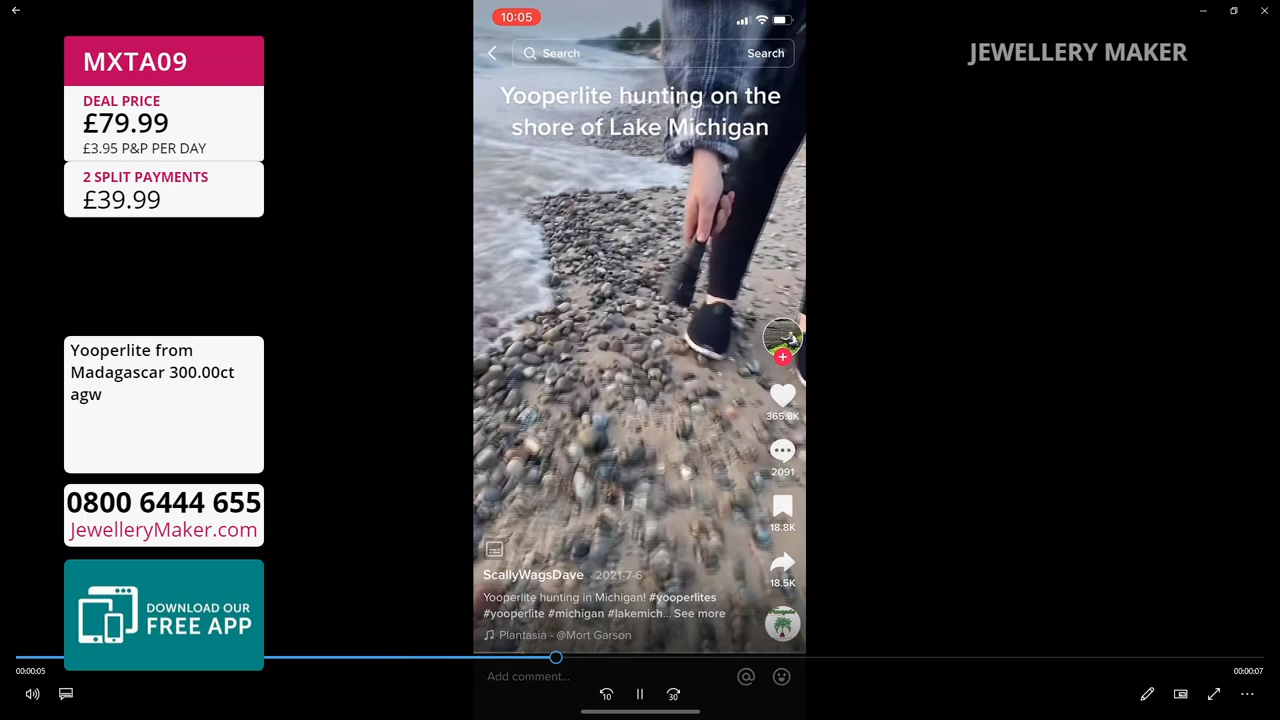 MXTA09
DEAL PRICE
£79.99
£3.95 P&P PER DAY
2 SPLIT PAYMENTS
£39.99
Yooperlite from
Madagascar 300.00ct
agw
0800 6444 655
JewelleryMaker.com
DOWNLOAD OUR
FREE APP
10:05
Search
Search
Yooperlite hunting on the
shore of Lake Michigan
365.8K
2091
18.8K
18.5K
ScallyWagsDave · 2021-7-6
Yooperlite hunting in Michigan! #yooperlites
#yooperlite #michigan #lakemich... See more
Plantasia - @Mort Garson
Add comment...
JEWELLERY MAKER
00:00:05
00:00:07
10
30